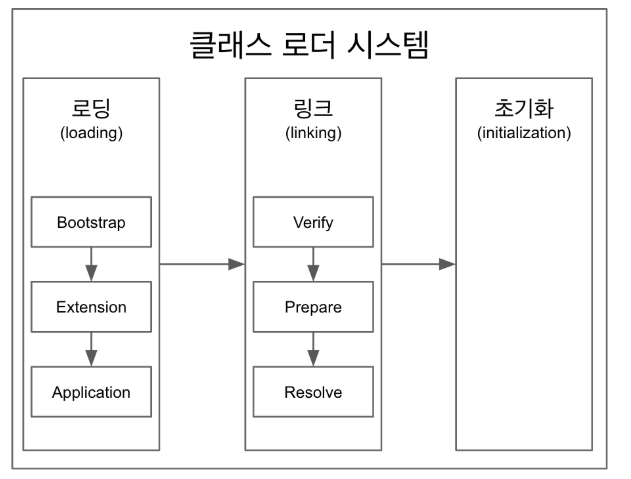 클래스 로더 시스템
로딩
(loading)
Bootstrap
Extension
Application
링크
(linking)
Verify
Prepare
Resolve
초기화
(initialization)